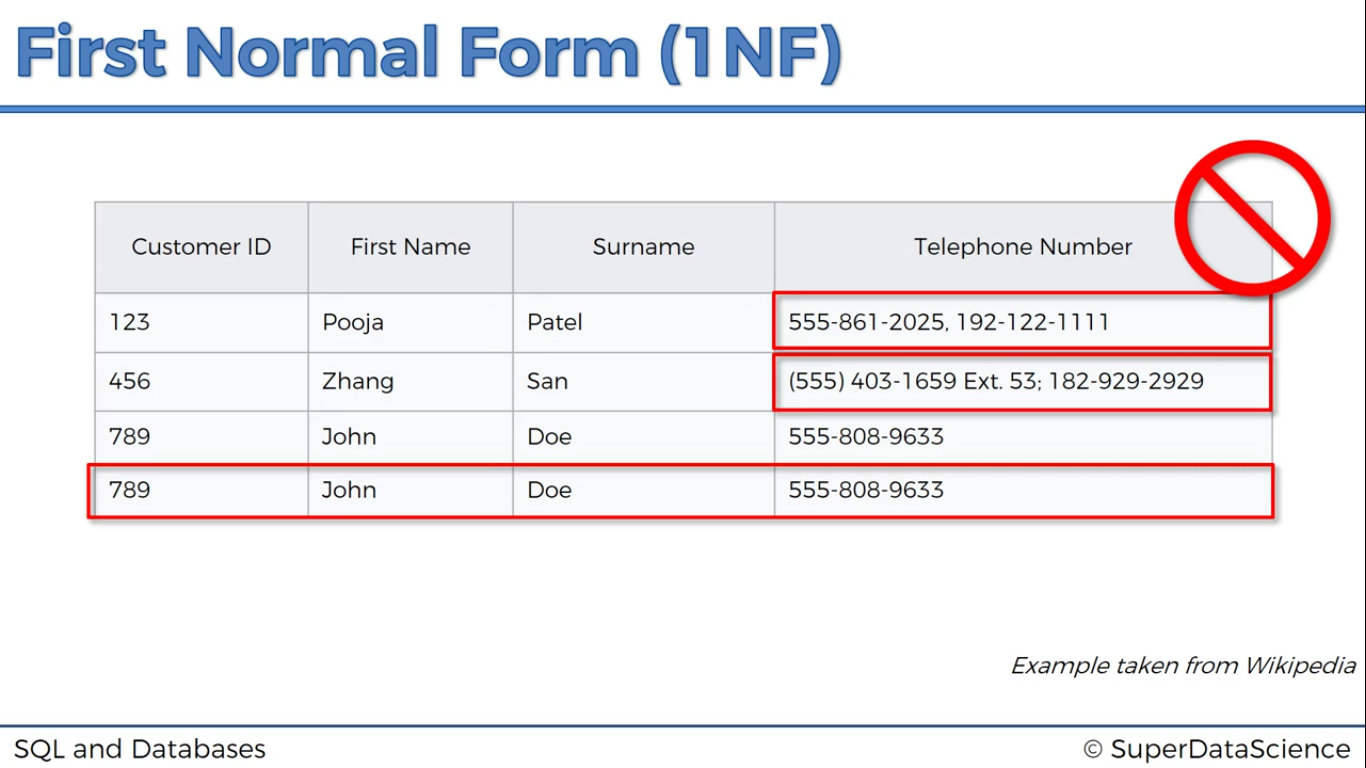 First Normal Form (1NF)
Customer ID First Name Surname Telephone Number
123 Pooja Patel 555-861-2025, 192-122-1111
456 Zhang San (555) 403-1659 Ext. 53; 182-929-2929
789 John Doe 555-808-9633
789 John Doe 555-808-9633
Example taken from Wikipedia
SQL and Databases © SuperDataScience